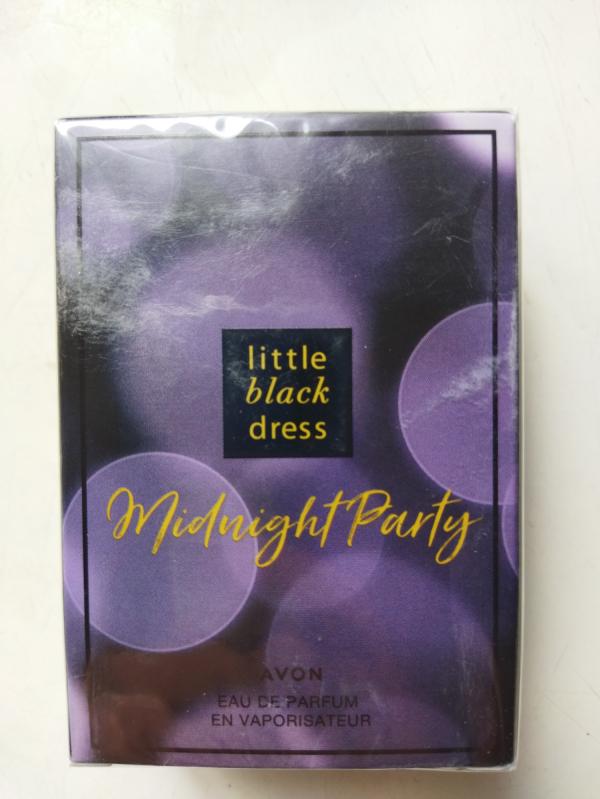 little
black
dress
Midnight Party
AVON
EAU DE PARFUM
EN VAPORISATEUR